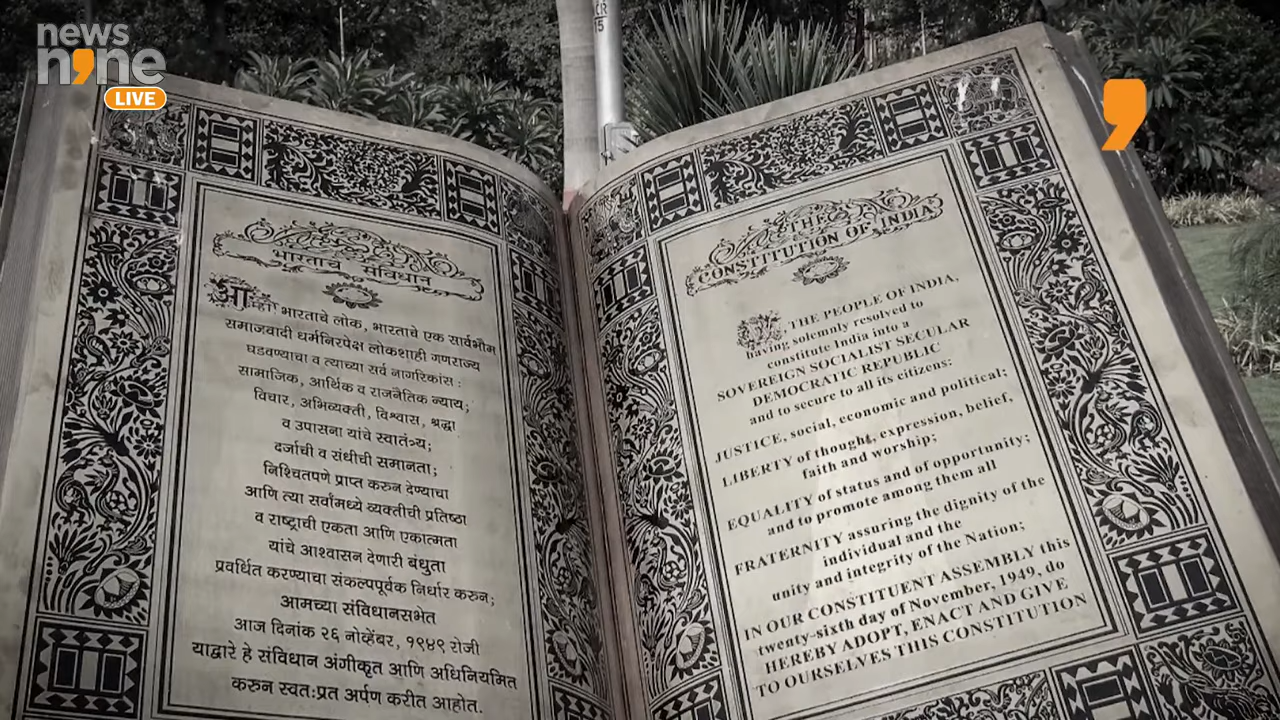 news
nine
LIVE
भारताचे संविधान
आम्ही भारताचे लोक, भारताचे एक सार्वभौम
समाजवादी धर्मनिरपेक्ष लोकशाही गणराज्य
घडवण्याचा व त्याच्या सर्व नागरिकांस :
सामाजिक, आर्थिक व राजनैतिक न्याय;
विचार, अभिव्यक्ती, विश्वास, श्रद्धा
व उपासना यांचे स्वातंत्र्य;
दर्जाची व संधीची समानता;
निश्चितपणे प्राप्त करुन देण्याचा
आणि त्या सर्वांमध्ये व्यक्तीची प्रतिष्ठा
व राष्ट्राची एकता आणि एकात्मता
यांचे आश्वासन देणारी बंधुता
प्रवर्धित करण्याचा संकल्पपूर्वक निर्धार करुन;
आमच्या संविधानसभेत
आज दिनांक २६ नोव्हेंबर, १९४९ रोजी
याद्वारे हे संविधान अंगीकृत आणि अधिनियमित
करुन स्वतःप्रत अर्पण करीत आहोत.
THE
CONSTITUTION OF INDIA
WE, THE PEOPLE OF INDIA,
having solemnly resolved to
constitute India into a
SOVEREIGN SOCIALIST SECULAR
DEMOCRATIC REPUBLIC
and to secure to all its citizens:
JUSTICE, social, economic and political;
LIBERTY of thought, expression, belief,
faith and worship;
EQUALITY of status and of opportunity;
and to promote among them all
FRATERNITY assuring the dignity of the
individual and the
unity and integrity of the Nation;
IN OUR CONSTITUENT ASSEMBLY this
twenty-sixth day of November, 1949, do
HEREBY ADOPT, ENACT AND GIVE
TO OURSELVES THIS CONSTITUTION